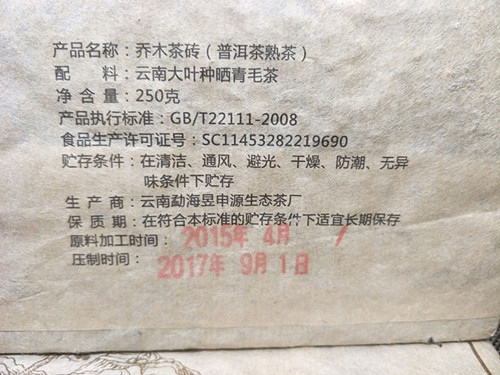 产品名称：乔木茶砖（普洱茶熟茶）
配　　料：云南大叶种晒青毛茶
净 含 量：250克
产品执行标准：GB/T22111-2008
食品生产许可证号：SC11453282219690
贮存条件：在清洁、通风、避光、干燥、防潮、无异
味条件下贮存
生 产 商：云南勐海昱申源生态茶厂
保 质 期：在符合本标准的贮存条件下适宜长期保存
原料加工时间：2015年 4月 /
压制时间：2017年 9月 1日